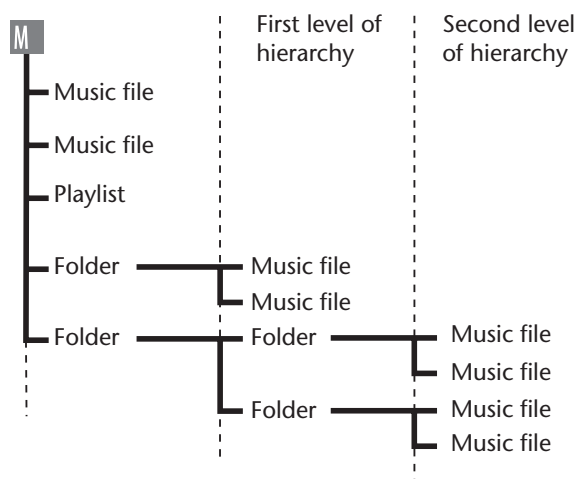 First level of
hierarchy
Second level
of hierarchy
M
Music file
Music file
Playlist
Folder
Music file
Music file
Folder
Folder
Music file
Music file
Folder
Music file
Music file